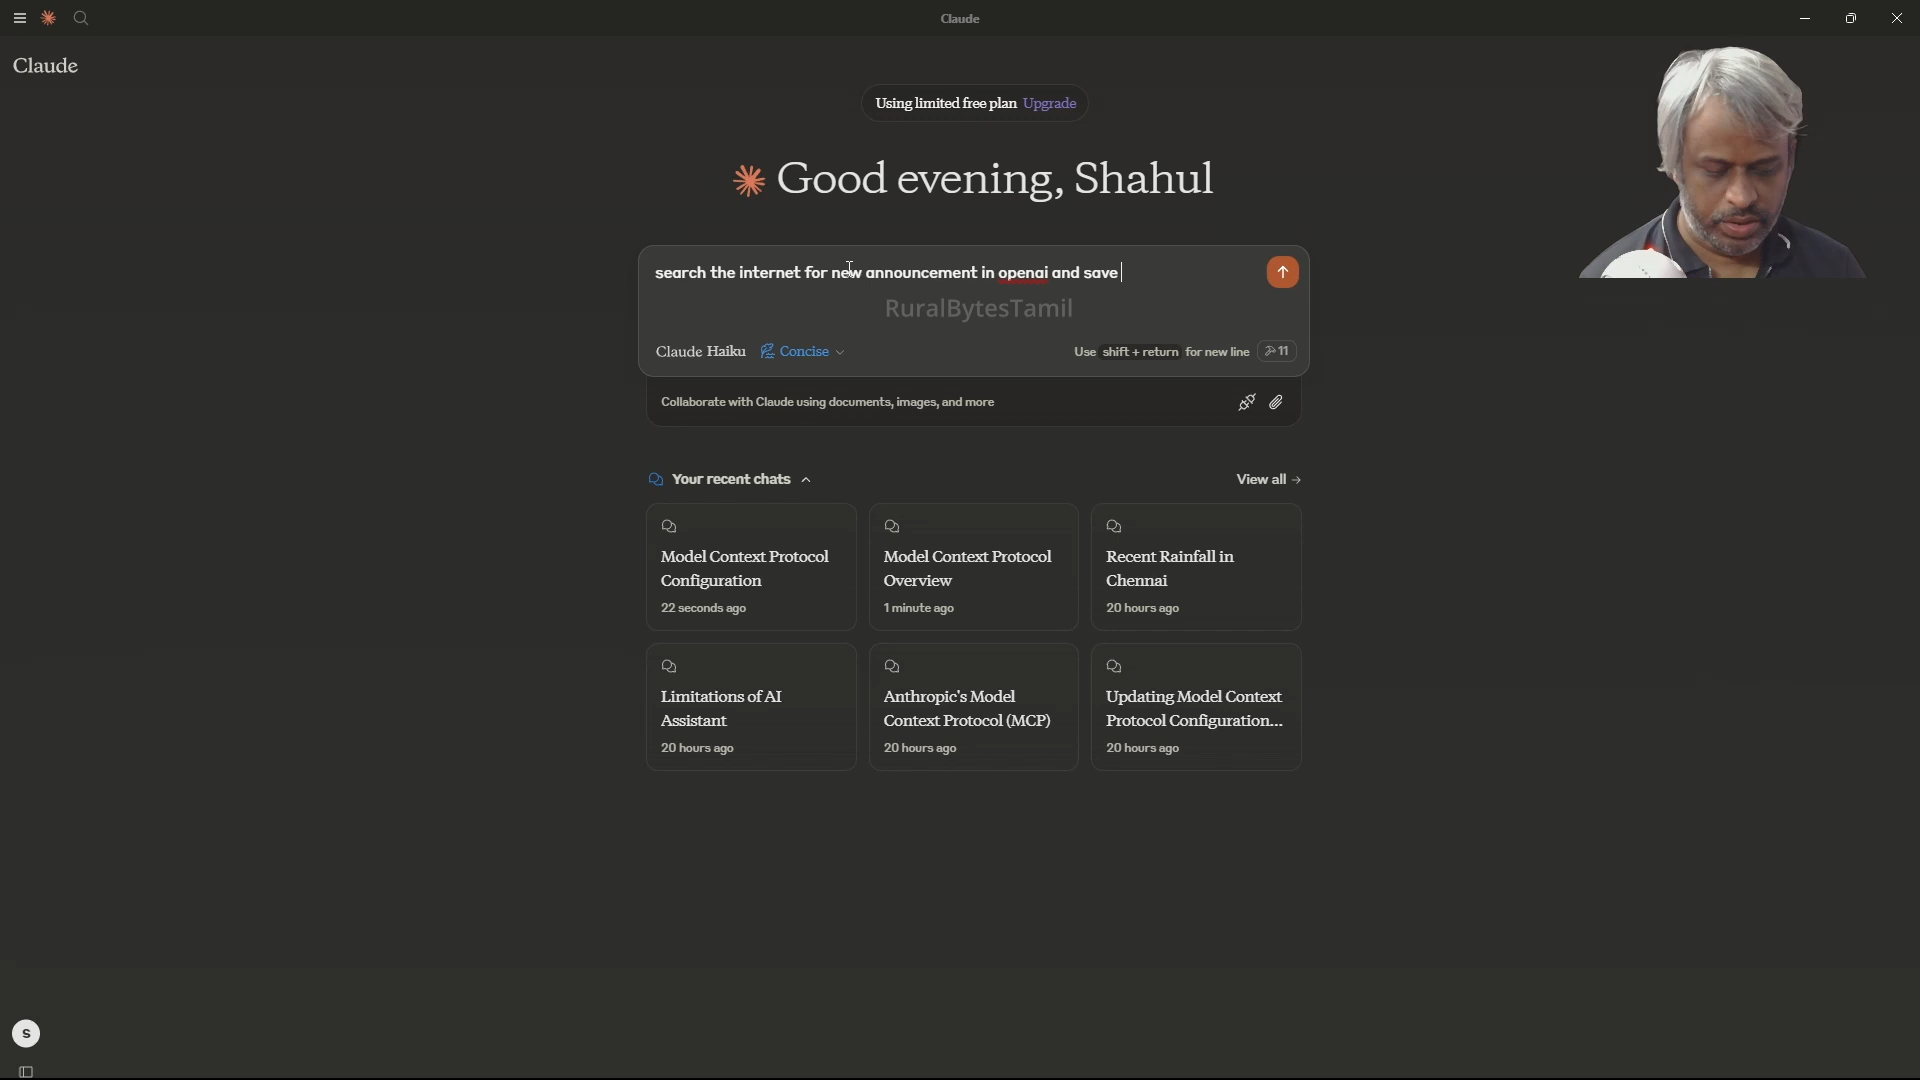 Claude
Claude
Using limited free plan Upgrade
Good evening, Shahul
search the internet for new announcement in openai and save
RuralBytesTamil
Claude Haiku Concise Use shift + return for new line 11
Collaborate with Claude using documents, images, and more
Your recent chats View all →
Model Context Protocol Configuration
22 seconds ago
Model Context Protocol Overview
1 minute ago
Recent Rainfall in Chennai
20 hours ago
Limitations of AI Assistant
20 hours ago
Anthropic's Model Context Protocol (MCP)
20 hours ago
Updating Model Context Protocol Configuration...
20 hours ago
S